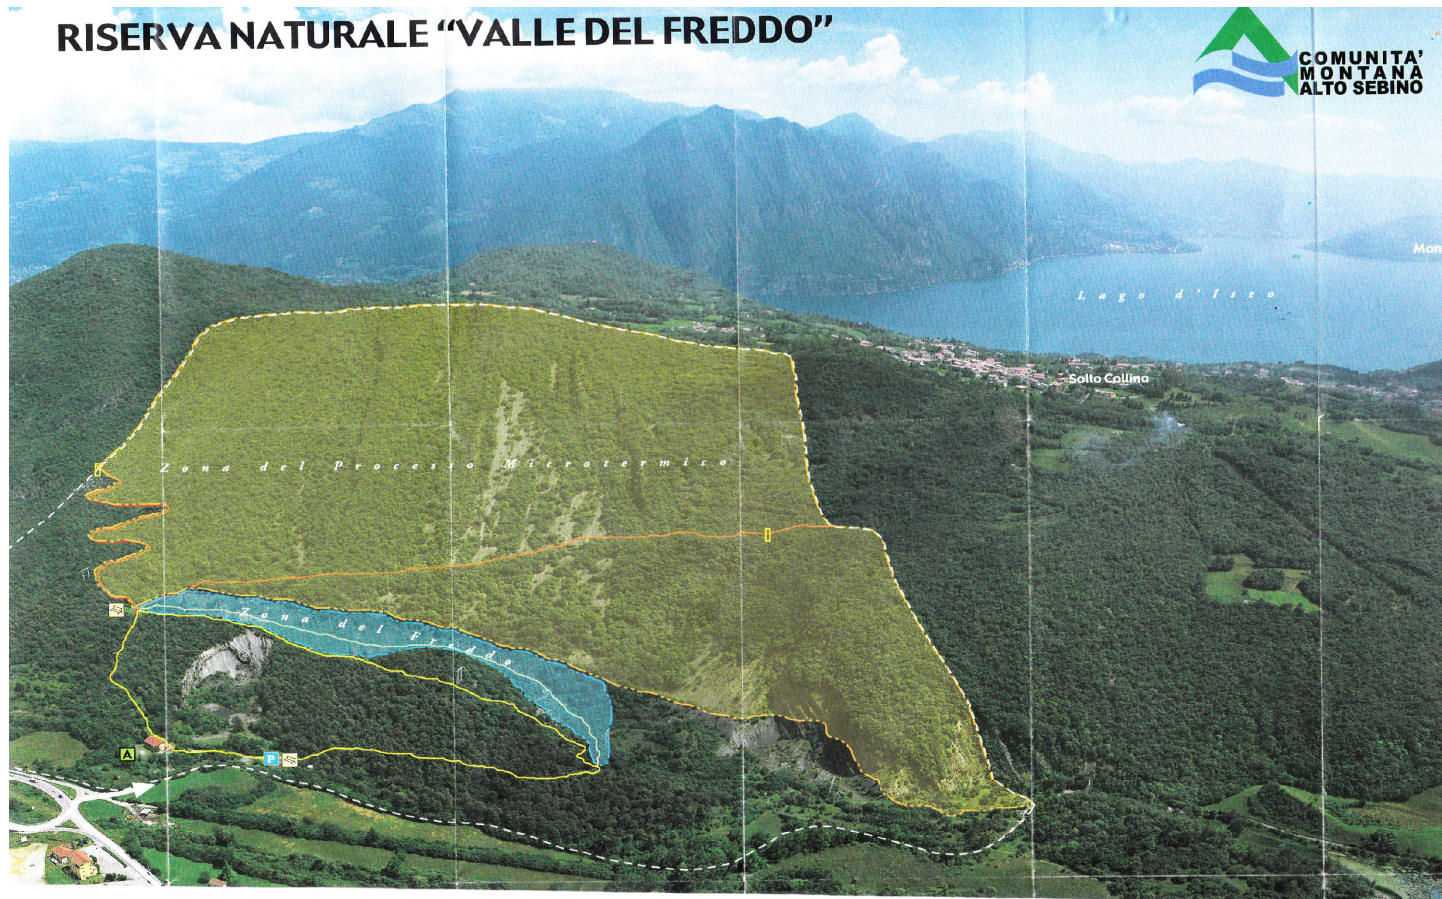 RISERVA NATURALE “VALLE DEL FREDDO”
COMUNITA’
MONTANA
ALTO SEBINO
Mon
Lago d'Iseo
Solto Collina
Zona del Processo Microtermico
Zona del Freddo
A
P